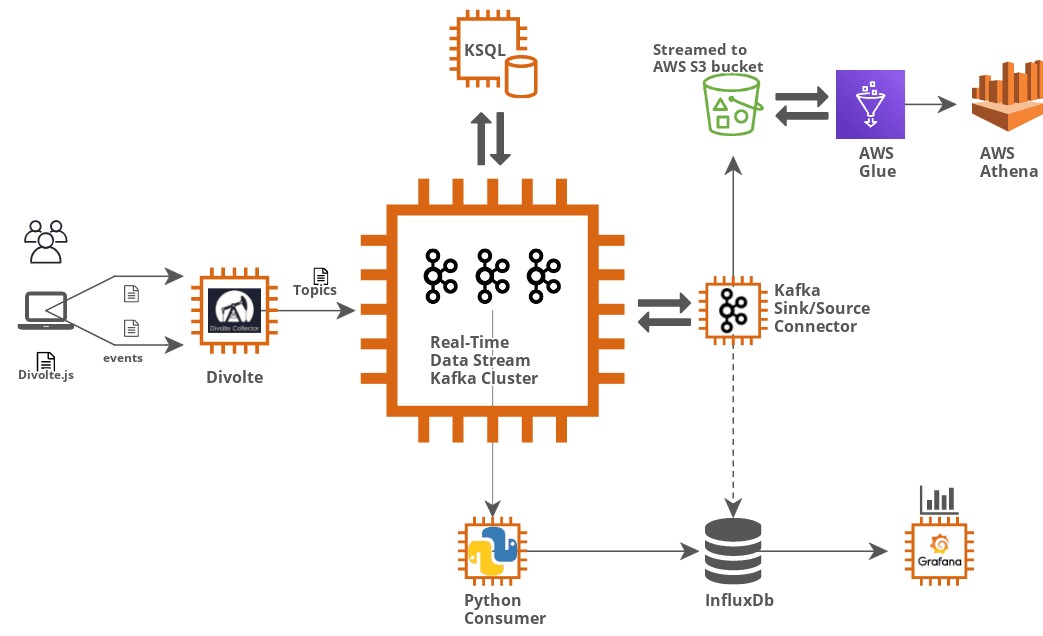 KSQL
Streamed to
AWS S3 bucket
AWS
Glue
AWS
Athena
Topics
Divolte Collector
Kafka
Sink/Source
Connector
Real-Time
Data Stream
Kafka Cluster
events
Divolte.js
Divolte
Grafana
Python
Consumer
InfluxDb